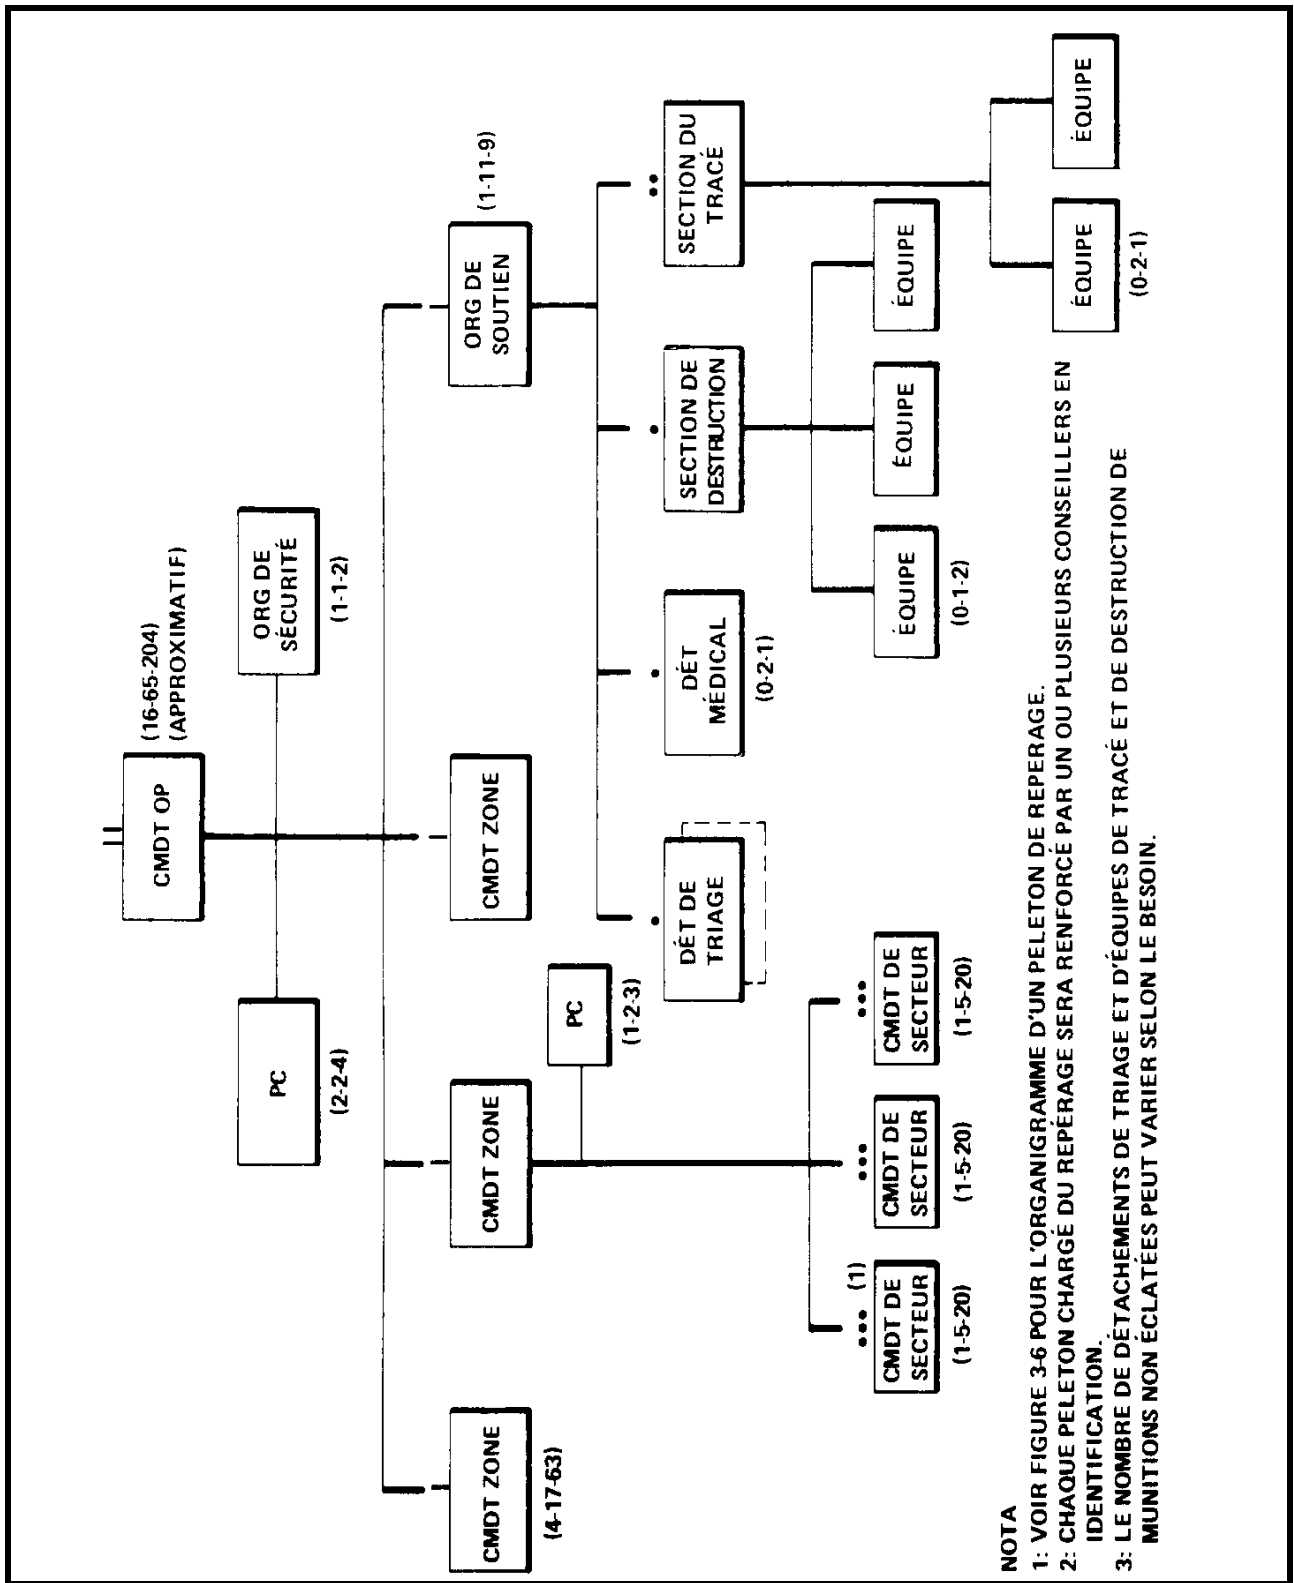 CMDT OP
(16-65-204)
(APPROXIMATIF)
PC
(2-2-4)
ORG DE
SÉCURITÉ
(1-1-2)
CMDT ZONE
(4-17-63)
CMDT ZONE
CMDT ZONE
ORG DE
SOUTIEN
(1-11-9)
PC
(1-2-3)
DÉT DE
TRIAGE
DÉT
MÉDICAL
(0-2-1)
SECTION DE
DESTRUCTION
SECTION DU
TRACÉ
(1)
CMDT DE
SECTEUR
(1-5-20)
CMDT DE
SECTEUR
(1-5-20)
CMDT DE
SECTEUR
(1-5-20)
ÉQUIPE
(0-1-2)
ÉQUIPE
ÉQUIPE
ÉQUIPE
(0-2-1)
ÉQUIPE
NOTA
1: VOIR FIGURE 3-6 POUR L'ORGANIGRAMME D'UN PELETON DE REPERAGE.
2: CHAQUE PELETON CHARGÉ DU REPÉRAGE SERA RENFORCÉ PAR UN OU PLUSIEURS CONSEILLERS EN
IDENTIFICATION.
3: LE NOMBRE DE DÉTACHEMENTS DE TRIAGE ET D'ÉQUIPES DE TRACÉ ET DE DESTRUCTION DE
MUNITIONS NON ÉCLATÉES PEUT VARIER SELON LE BESOIN.